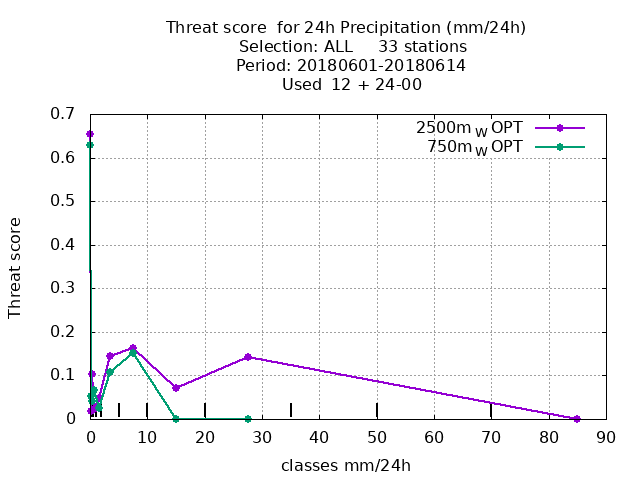 Threat score  for 24h Precipitation (mm/24h)
Selection: ALL     33 stations
Period: 20180601-20180614
Used  12 + 24-00
0.7
0.6
0.5
0.4
0.3
0.2
0.1
0
Threat score
2500m W OPT
750m W OPT
0 10 20 30 40 50 60 70 80 90
classes mm/24h